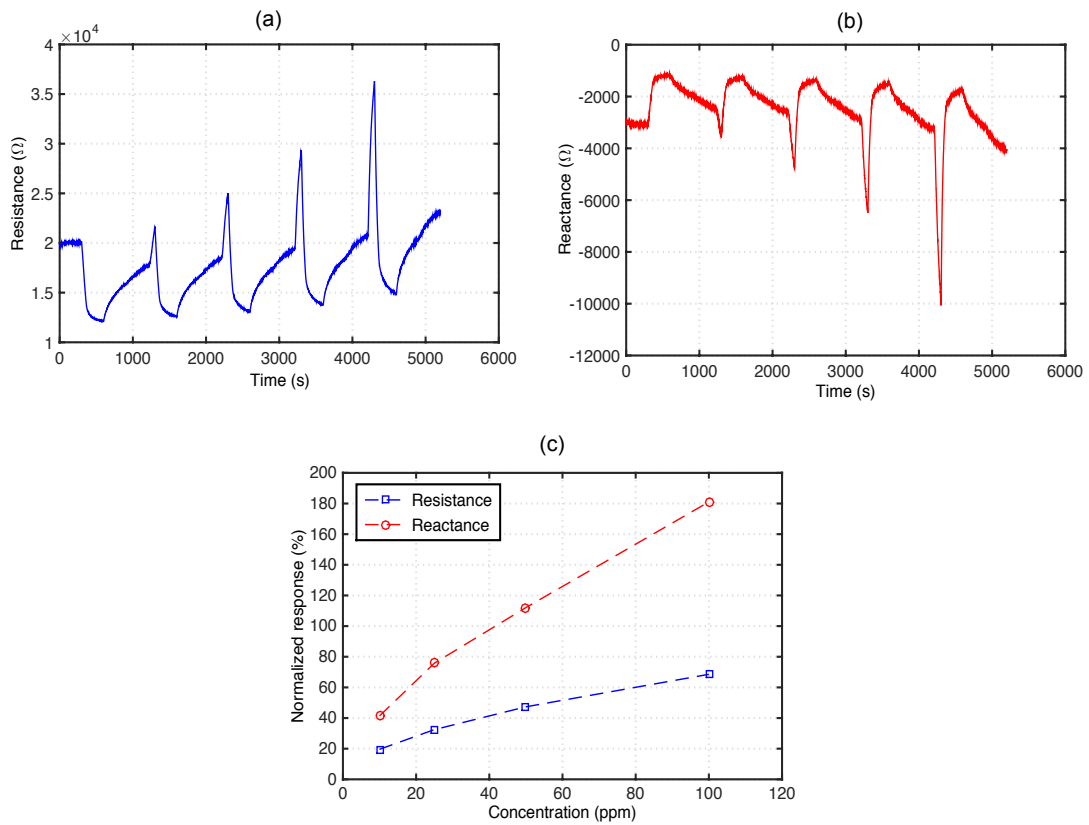 (a)
×10⁴
4
3.5
3
2.5
2
1.5
1
0 1000 2000 3000 4000 5000 6000
Resistance (Ω)
Time (s)
(b)
0
-2000
-4000
-6000
-8000
-10000
-12000
0 1000 2000 3000 4000 5000 6000
Reactance (Ω)
Time (s)
(c)
200
180
160
140
120
100
80
60
40
20
0
0 20 40 60 80 100 120
Normalized response (%)
Concentration (ppm)
Resistance
Reactance